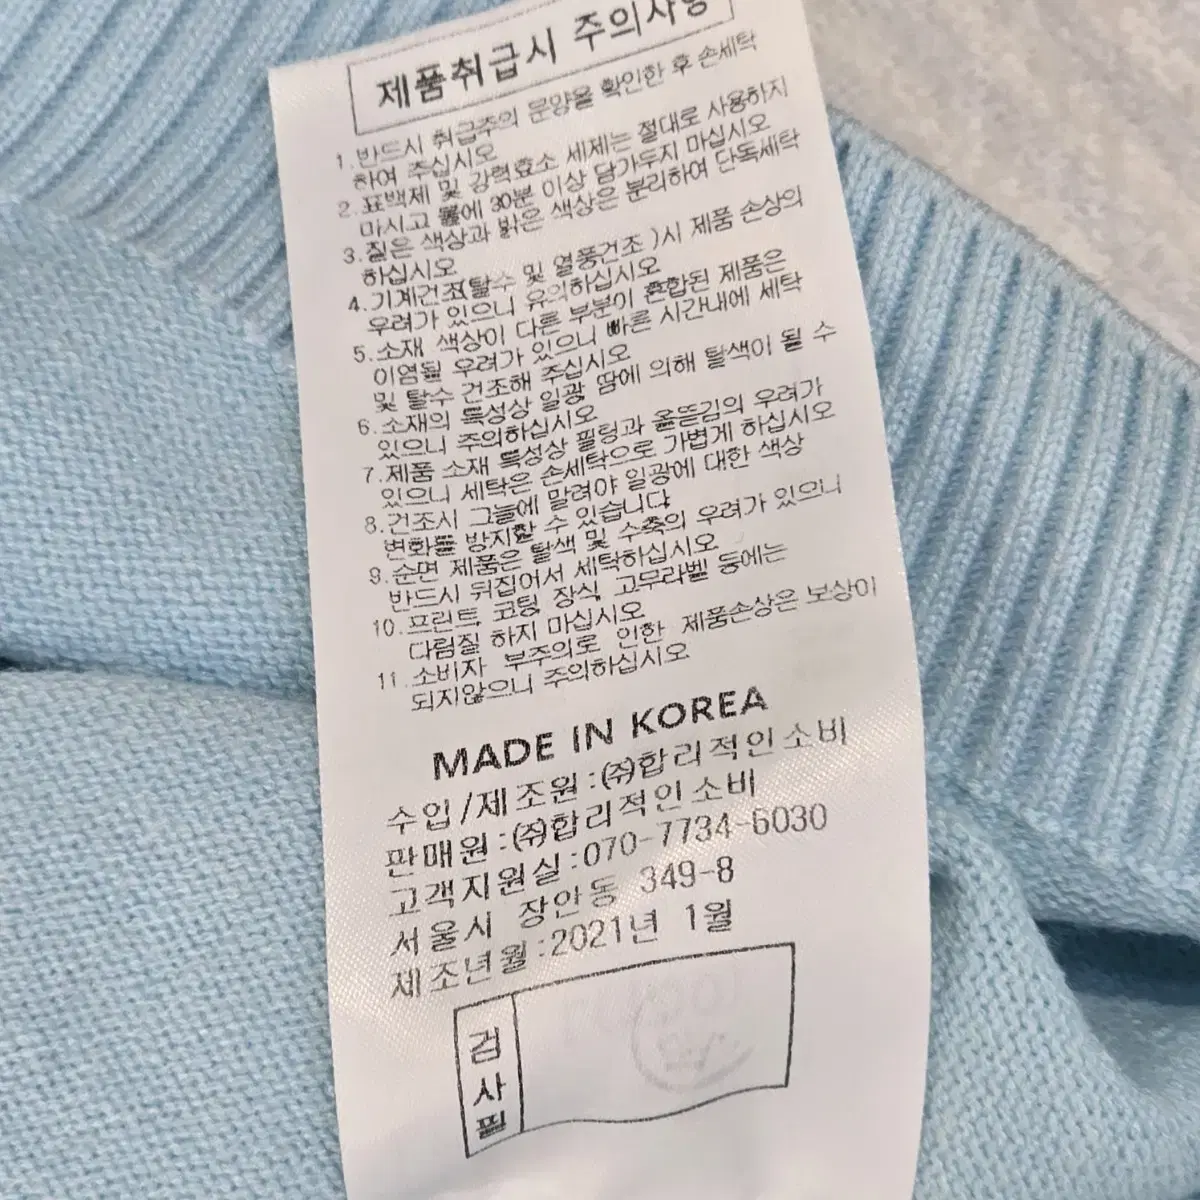 제품취급시 주의사항
1. 반드시 취급주의 문양을 확인한 후 손세탁
하여 주십시오
2. 표백제 및 강력효소 세제는 절대로 사용하지
마시고 물에 30분 이상 담가두지 마십시오
3. 짙은 색상과 밝은 색상은 분리하여 단독세탁
하십시오
4. 기계건조(탈수 및 열풍건조)시 제품 손상의
우려가 있으니 유의하십시오
5. 소재 색상이 다른 부분이 혼합된 제품은
이염될 우려가 있으니 빠른 시간내에 세탁
및 탈수 건조해 주십시오
6. 소재의 특성상 일광, 땀에 의해 탈색이 될 수
있으니 주의하십시오
7. 제품 소재 특성상 필링과 올뜯김의 우려가
있으니 세탁은 손세탁으로 가볍게 하십시오
8. 건조시 그늘에 말려야 일광에 대한 색상
변화를 방지할 수 있습니다
9. 순면 제품은 탈색 및 수축의 우려가 있으니
반드시 뒤집어서 세탁하십시오
10. 프린트, 코팅, 장식, 고무라벨 등에는
다림질 하지 마십시오
11. 소비자 부주의로 인한 제품손상은 보상이
되지않으니 주의하십시오
MADE IN KOREA
수입/제조원:(주)합리적인소비
판매원:(주)합리적인소비
고객지원실:070-7734-6030
서울시 장안동 349-8
제조년월:2021년 1월
검사필